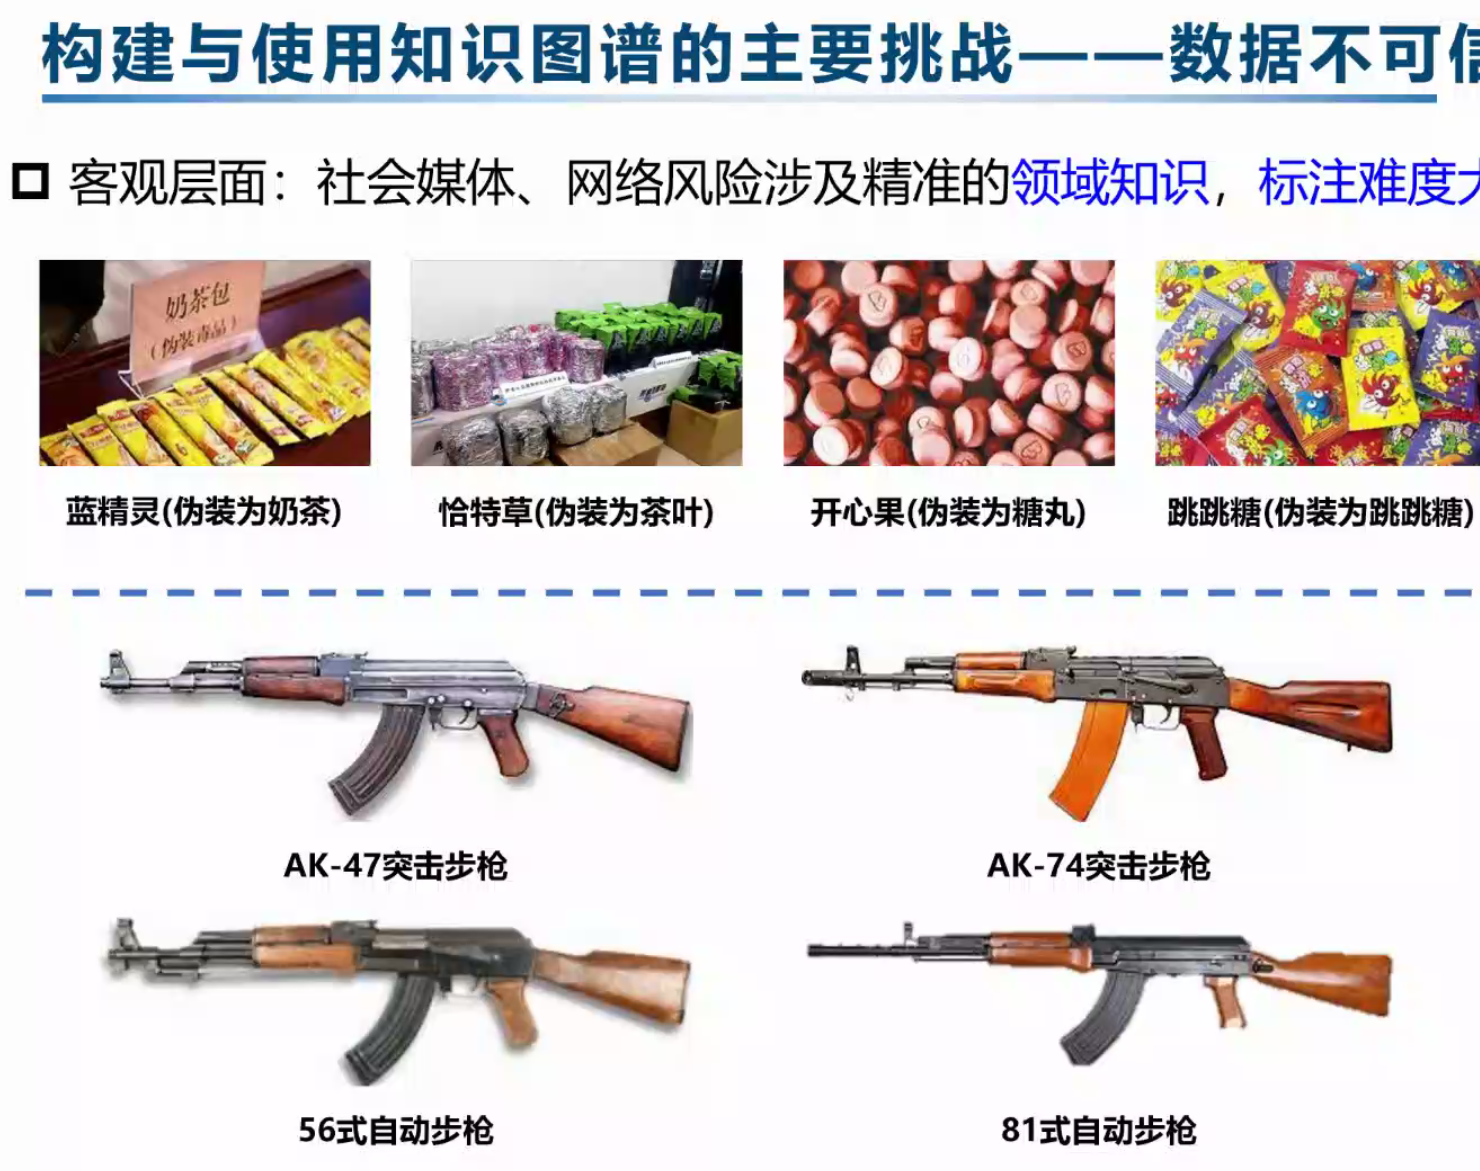 构建与使用知识图谱的主要挑战——数据不可信
客观层面：社会媒体、网络风险涉及精准的领域知识，标注难度大
奶茶包
（伪装毒品）
蓝精灵(伪装为奶茶)
恰特草(伪装为茶叶)
开心果(伪装为糖丸)
跳跳糖(伪装为跳跳糖)
AK-47突击步枪
AK-74突击步枪
56式自动步枪
81式自动步枪